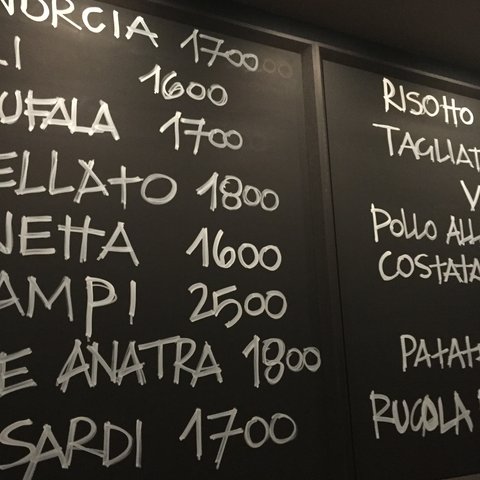 NORCIA 1700
LI 1600
UFALA 1700
ELLATO 1800
NETTA 1600
AMPI 2500
E ANATRA 1800
SARDI 1700
RISOTTO
TAGLIAT
V
POLLO ALL
COSTATA
PATAT
RUCOLA